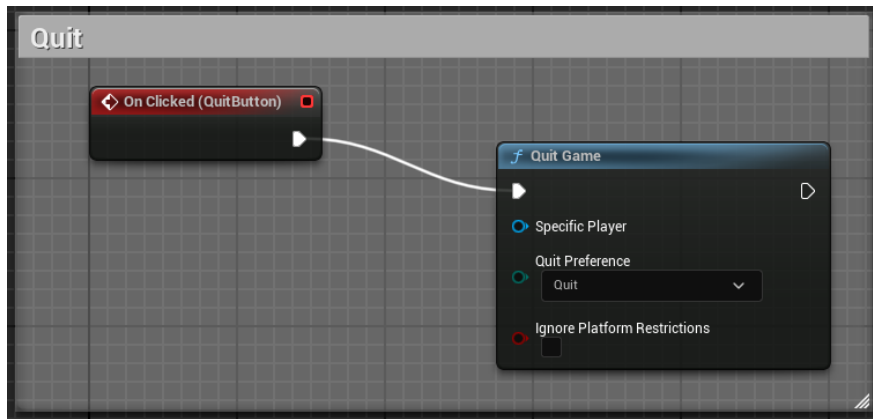 Quit
On Clicked (QuitButton)
f Quit Game
Specific Player
Quit Preference
Quit
Ignore Platform Restrictions